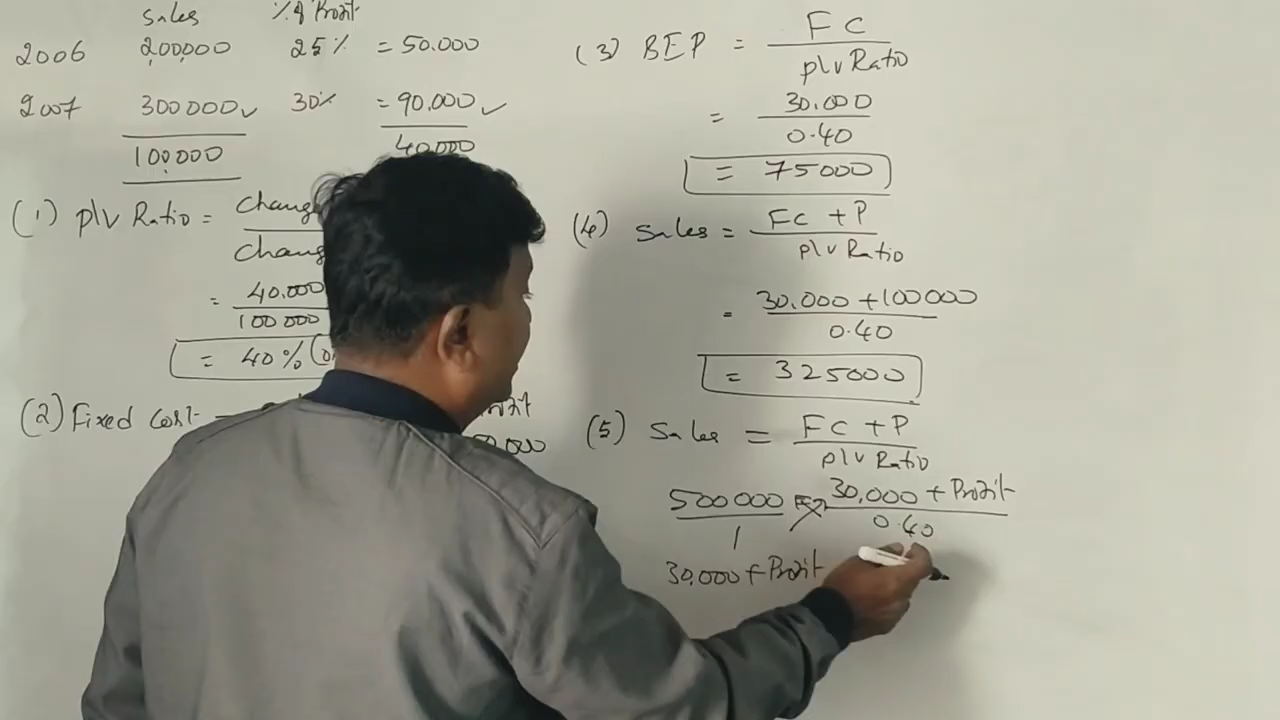 Sales % of Profit
2006 2,00,000 25% = 50.000
2007 300000✓ 30% = 90.000✓
100,000 40,000
(1) p/v Ratio =
= 40.000
100 000
= 40%
(2) Fixed Cost
(3) BEP = FC
p/v Ratio
= 30.000
0.40
= 75000
(4) Sales = FC + P
p/v Ratio
= 30.000 + 100000
0.40
= 325000
(5) Sales = FC + P
p/v Ratio
500000 = 30,000 + Profit
1 0.40
30,000 + Profit